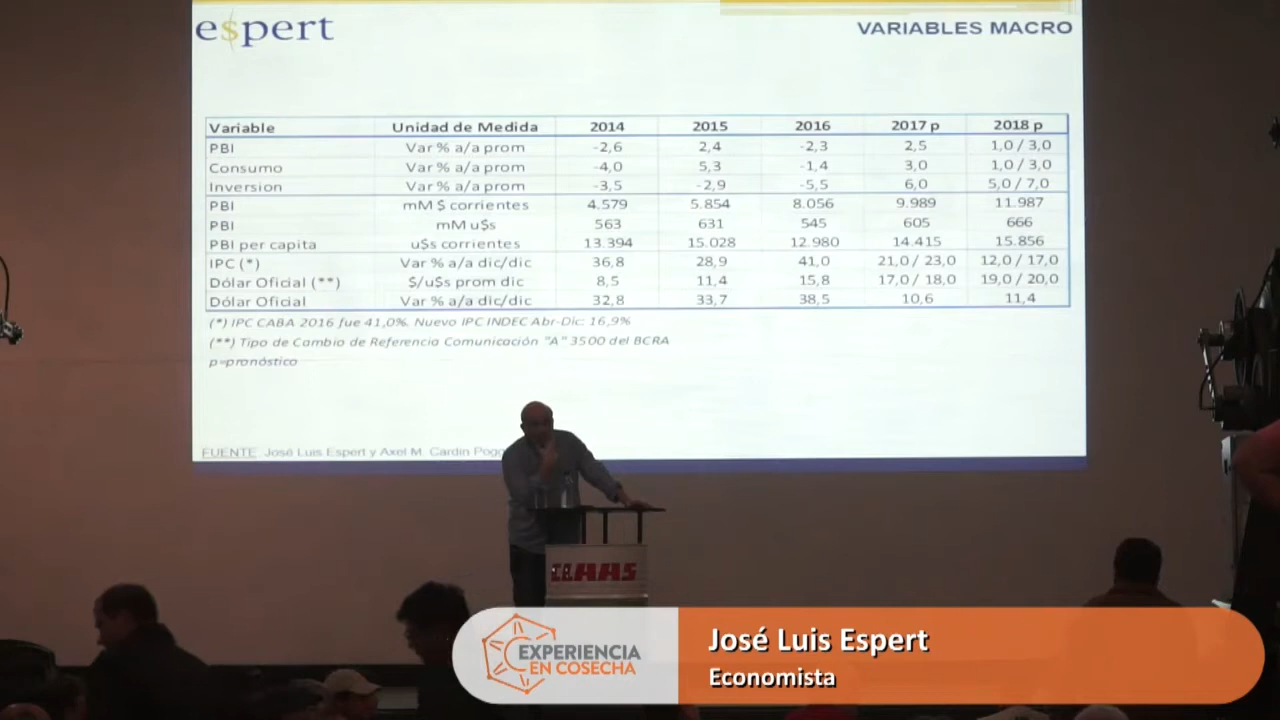 e$pert
VARIABLES MACRO
Variable Unidad de Medida 2014 2015 2016 2017 p 2018 p
PBI Var % a/a prom -2,6 2,4 -2,3 2,5 1,0 / 3,0
Consumo Var % a/a prom -4,0 5,3 -1,4 3,0 1,0 / 3,0
Inversion Var % a/a prom -3,5 -2,9 -5,5 6,0 5,0 / 7,0
PBI mM $ corrientes 4.579 5.854 8.056 9.989 11.987
PBI mM u$s 563 631 545 605 666
PBI per capita u$s corrientes 13.394 15.028 12.980 14.415 15.856
IPC (*) Var % a/a dic/dic 36,8 28,9 41,0 21,0 / 23,0 12,0 / 17,0
Dólar Oficial (**) $/u$s prom dic 8,5 11,4 15,8 17,0 / 18,0 19,0 / 20,0
Dólar Oficial Var % a/a dic/dic 32,8 33,7 38,5 10,6 11,4
(*) IPC CABA 2016 fue 41,0%. Nuevo IPC INDEC Abr-Dic: 16,9%
(**) Tipo de Cambio de Referencia Comunicación "A" 3500 del BCRA
p=pronóstico
FUENTE José Luis Espert y Axel M. Cardin
CLAAS
EXPERIENCIA
EN COSECHA
José Luis Espert
Economista